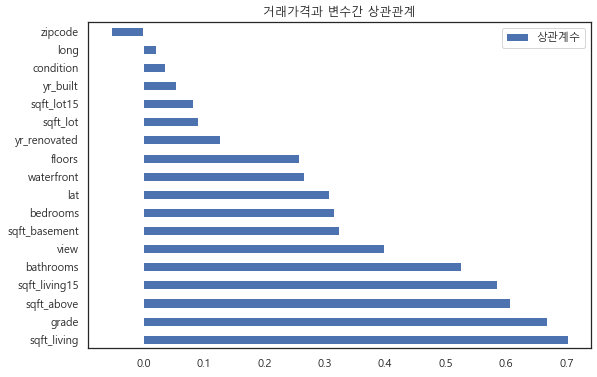 거래가격과 변수간 상관관계
상관계수
zipcode
long
condition
yr_built
sqft_lot15
sqft_lot
yr_renovated
floors
waterfront
lat
bedrooms
sqft_basement
view
bathrooms
sqft_living15
sqft_above
grade
sqft_living
0.0 0.1 0.2 0.3 0.4 0.5 0.6 0.7